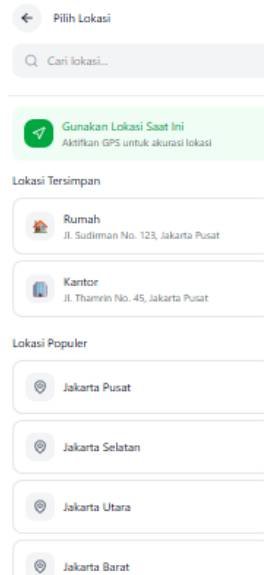 Pilih Lokasi
Cari lokasi...
Gunakan Lokasi Saat Ini
Aktifkan GPS untuk akurasi lokasi
Lokasi Tersimpan
Rumah
Jl. Sudirman No. 123, Jakarta Pusat
Kantor
Jl. Thamrin No. 45, Jakarta Pusat
Lokasi Populer
Jakarta Pusat
Jakarta Selatan
Jakarta Utara
Jakarta Barat